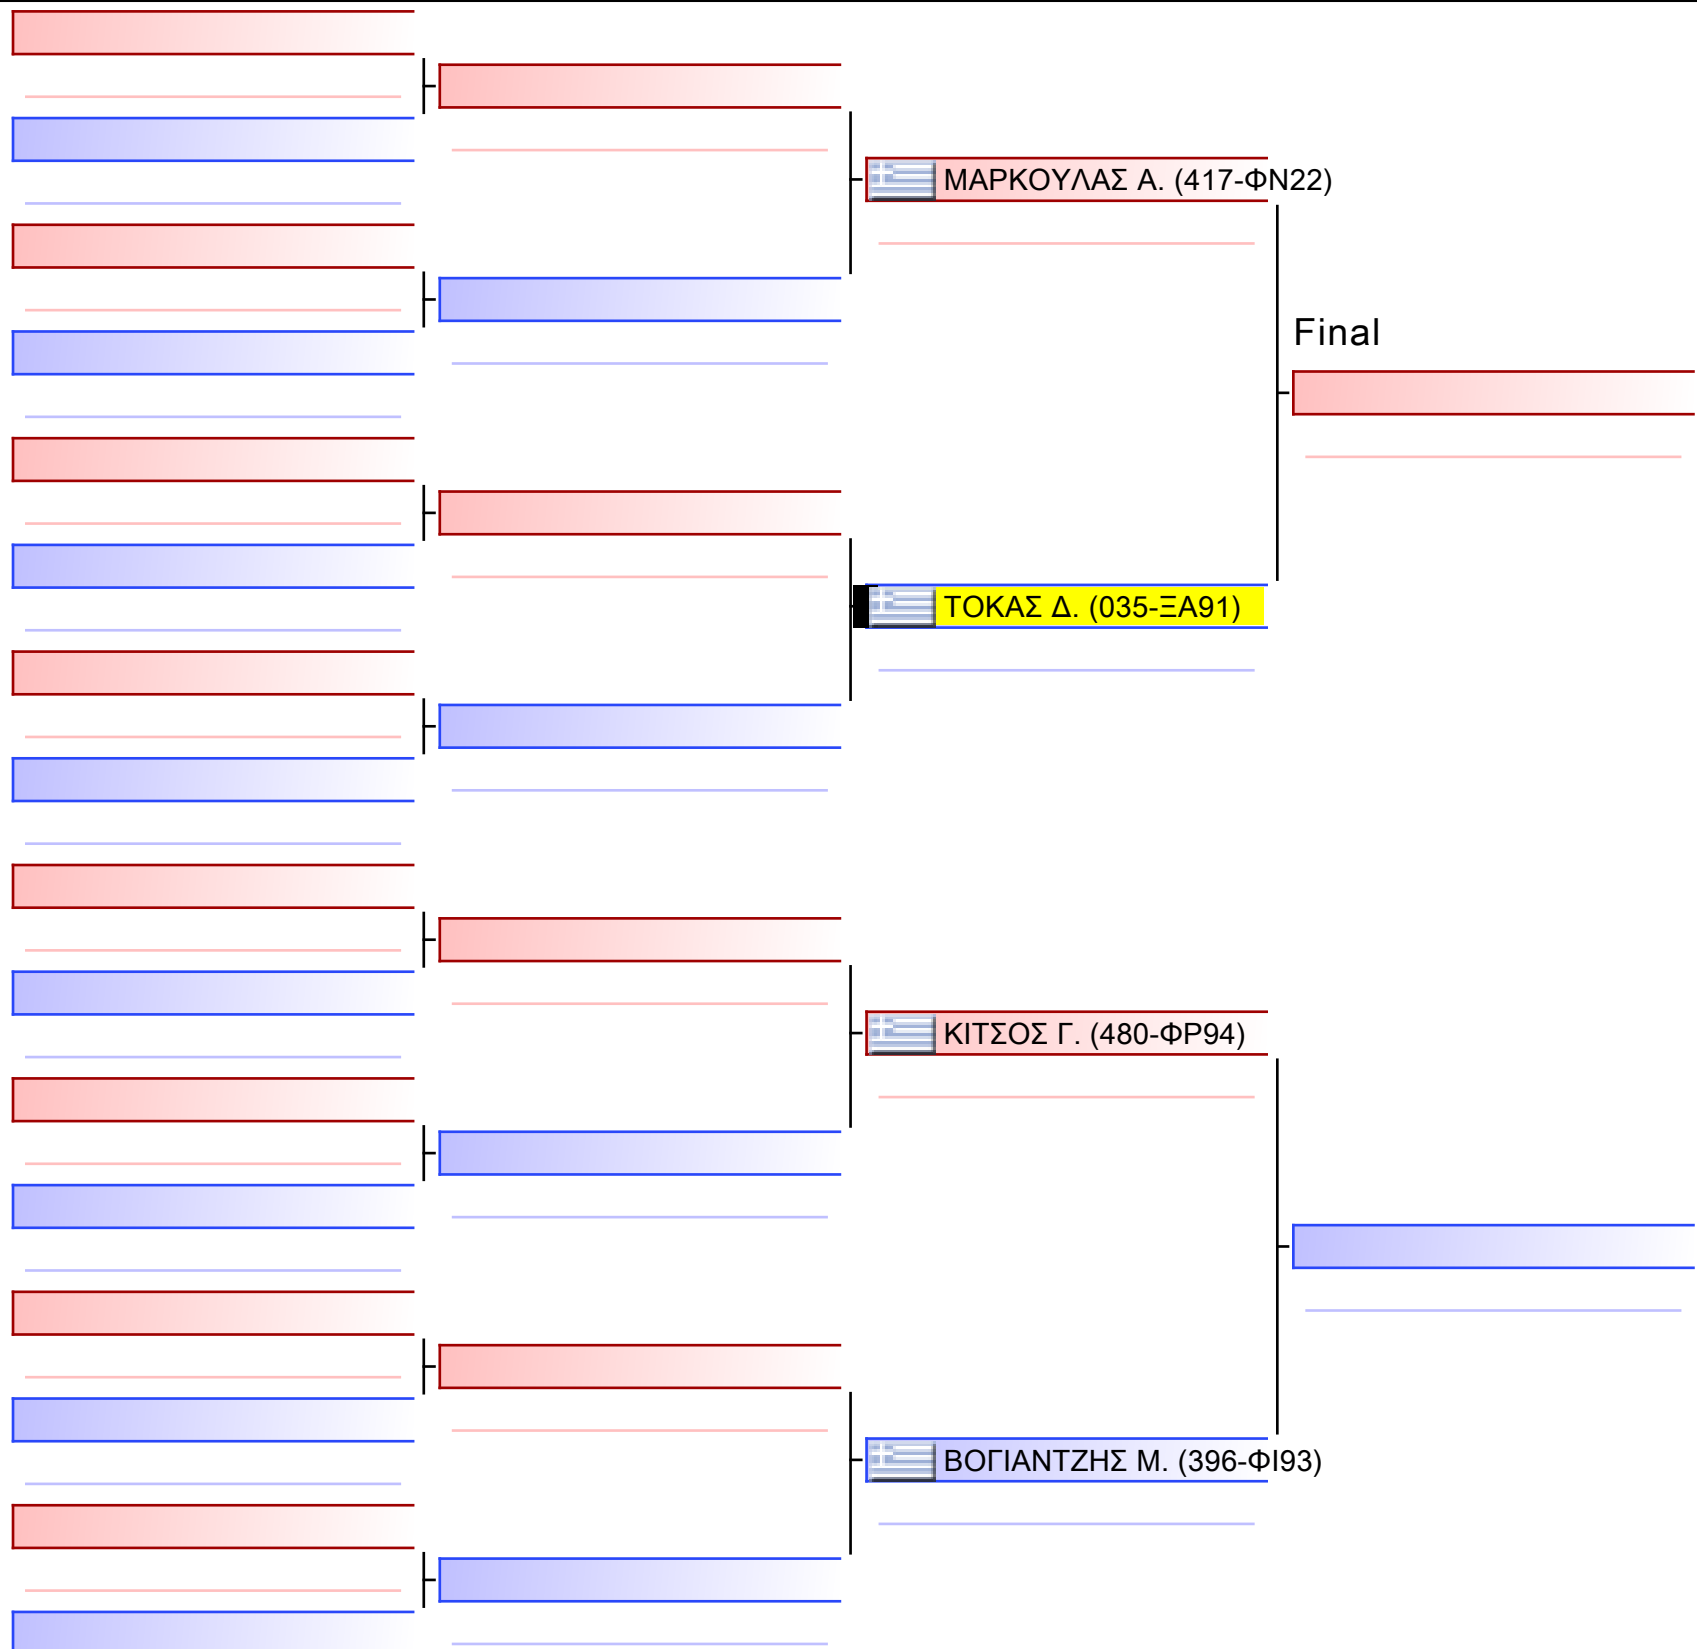 ΜΑΡΚΟΥΛΑΣ Α. (417-ΦΝ22)
Final
ΤΟΚΑΣ Δ. (035-ΞΑ91)
ΚΙΤΣΟΣ Γ. (480-ΦΡ94)
ΒΟΓΙΑΝΤΖΗΣ Μ. (396-ΦΙ93)